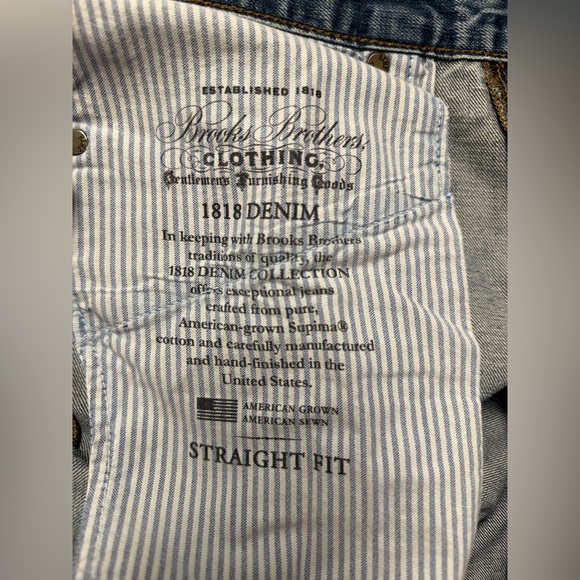 ESTABLISHED 1818
Brooks Brothers,
CLOTHING,
Gentlemen's Furnishing Goods
1818 DENIM
In keeping with Brooks Brothers'
traditions of quality, the
1818 DENIM COLLECTION
offers exceptional jeans
crafted from pure,
American-grown Supima®
cotton and carefully manufactured
and hand-finished in the
United States.
AMERICAN GROWN
AMERICAN SEWN
STRAIGHT FIT